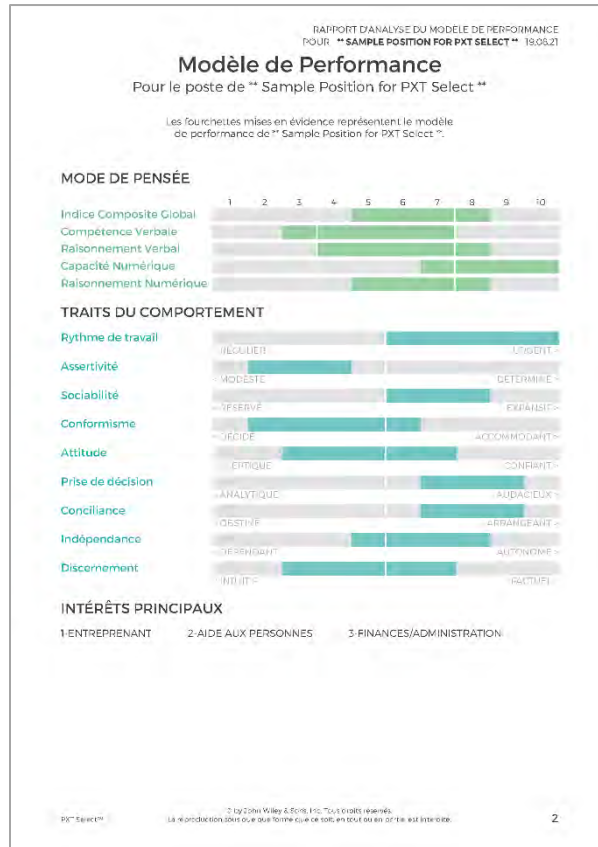 RAPPORT D'ANALYSE DU MODÈLE DE PERFORMANCE
POUR ** SAMPLE POSITION FOR PXT SELECT ** 19.08.21
Modèle de Performance
Pour le poste de ** Sample Position for PXT Select **
Les fourchettes mises en évidence représentent le modèle
de performance de ** Sample Position for PXT Select **.
MODE DE PENSÉE
1 2 3 4 5 6 7 8 9 10
Indice Composite Global
Compétence Verbale
Raisonnement Verbal
Capacité Numérique
Raisonnement Numérique
TRAITS DU COMPORTEMENT
Rythme de travail
RÉGULIER URGENT
Assertivité
MODESTE DÉTERMINÉ
Sociabilité
RÉSERVÉ EXPANSIF
Conformisme
DÉCIDÉ ACCOMMODANT
Attitude
CONFIANT
Prise de décision
ANALYTIQUE AUDACIEUX
Conciliance
ARRANGEANT
Indépendance
DÉPENDANT AUTONOME
Discernement
INTUITIF FACTUEL
INTÉRÊTS PRINCIPAUX
1-ENTREPRENANT 2-AIDE AUX PERSONNES 3-FINANCES/ADMINISTRATION
© by John Wiley & Sons, Inc. Tous droits réservés.
PXT Select™ La reproduction sous quelque forme que ce soit, en tout ou en partie est interdite. 2